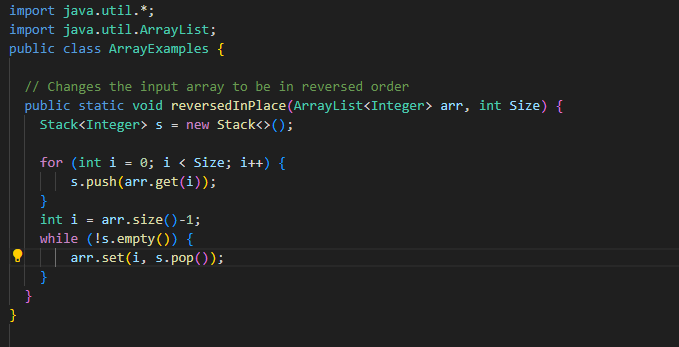 import java.util.*;
import java.util.ArrayList;
public class ArrayExamples {
// Changes the input array to be in reversed order
public static void reversedInPlace(ArrayList<Integer> arr, int Size) {
Stack<Integer> s = new Stack<>();
for (int i = 0; i < Size; i++) {
s.push(arr.get(i));
}
int i = arr.size()-1;
while (!s.empty()) {
arr.set(i, s.pop());
}
}
}